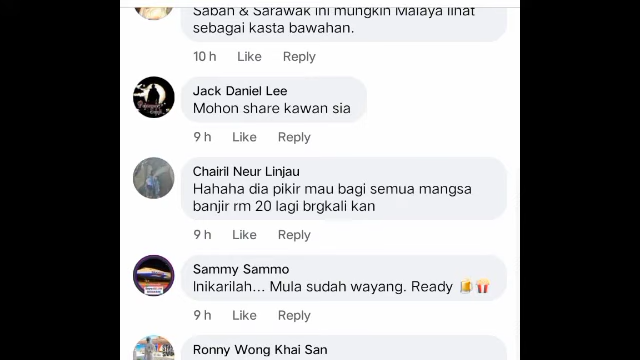 Sabah & Sarawak ini mungkin Malaya lihat
sebagai kasta bawahan.
10 h Like Reply
Jack Daniel Lee
Mohon share kawan sia
9 h Like Reply
Chairil Neur Linjau
Hahaha dia pikir mau bagi semua mangsa
banjir rm 20 lagi brgkali kan
9 h Like Reply
Sammy Sammo
Inikarilah... Mula sudah wayang. Ready 🍺🍿
9 h Like Reply
Ronny Wong Khai San